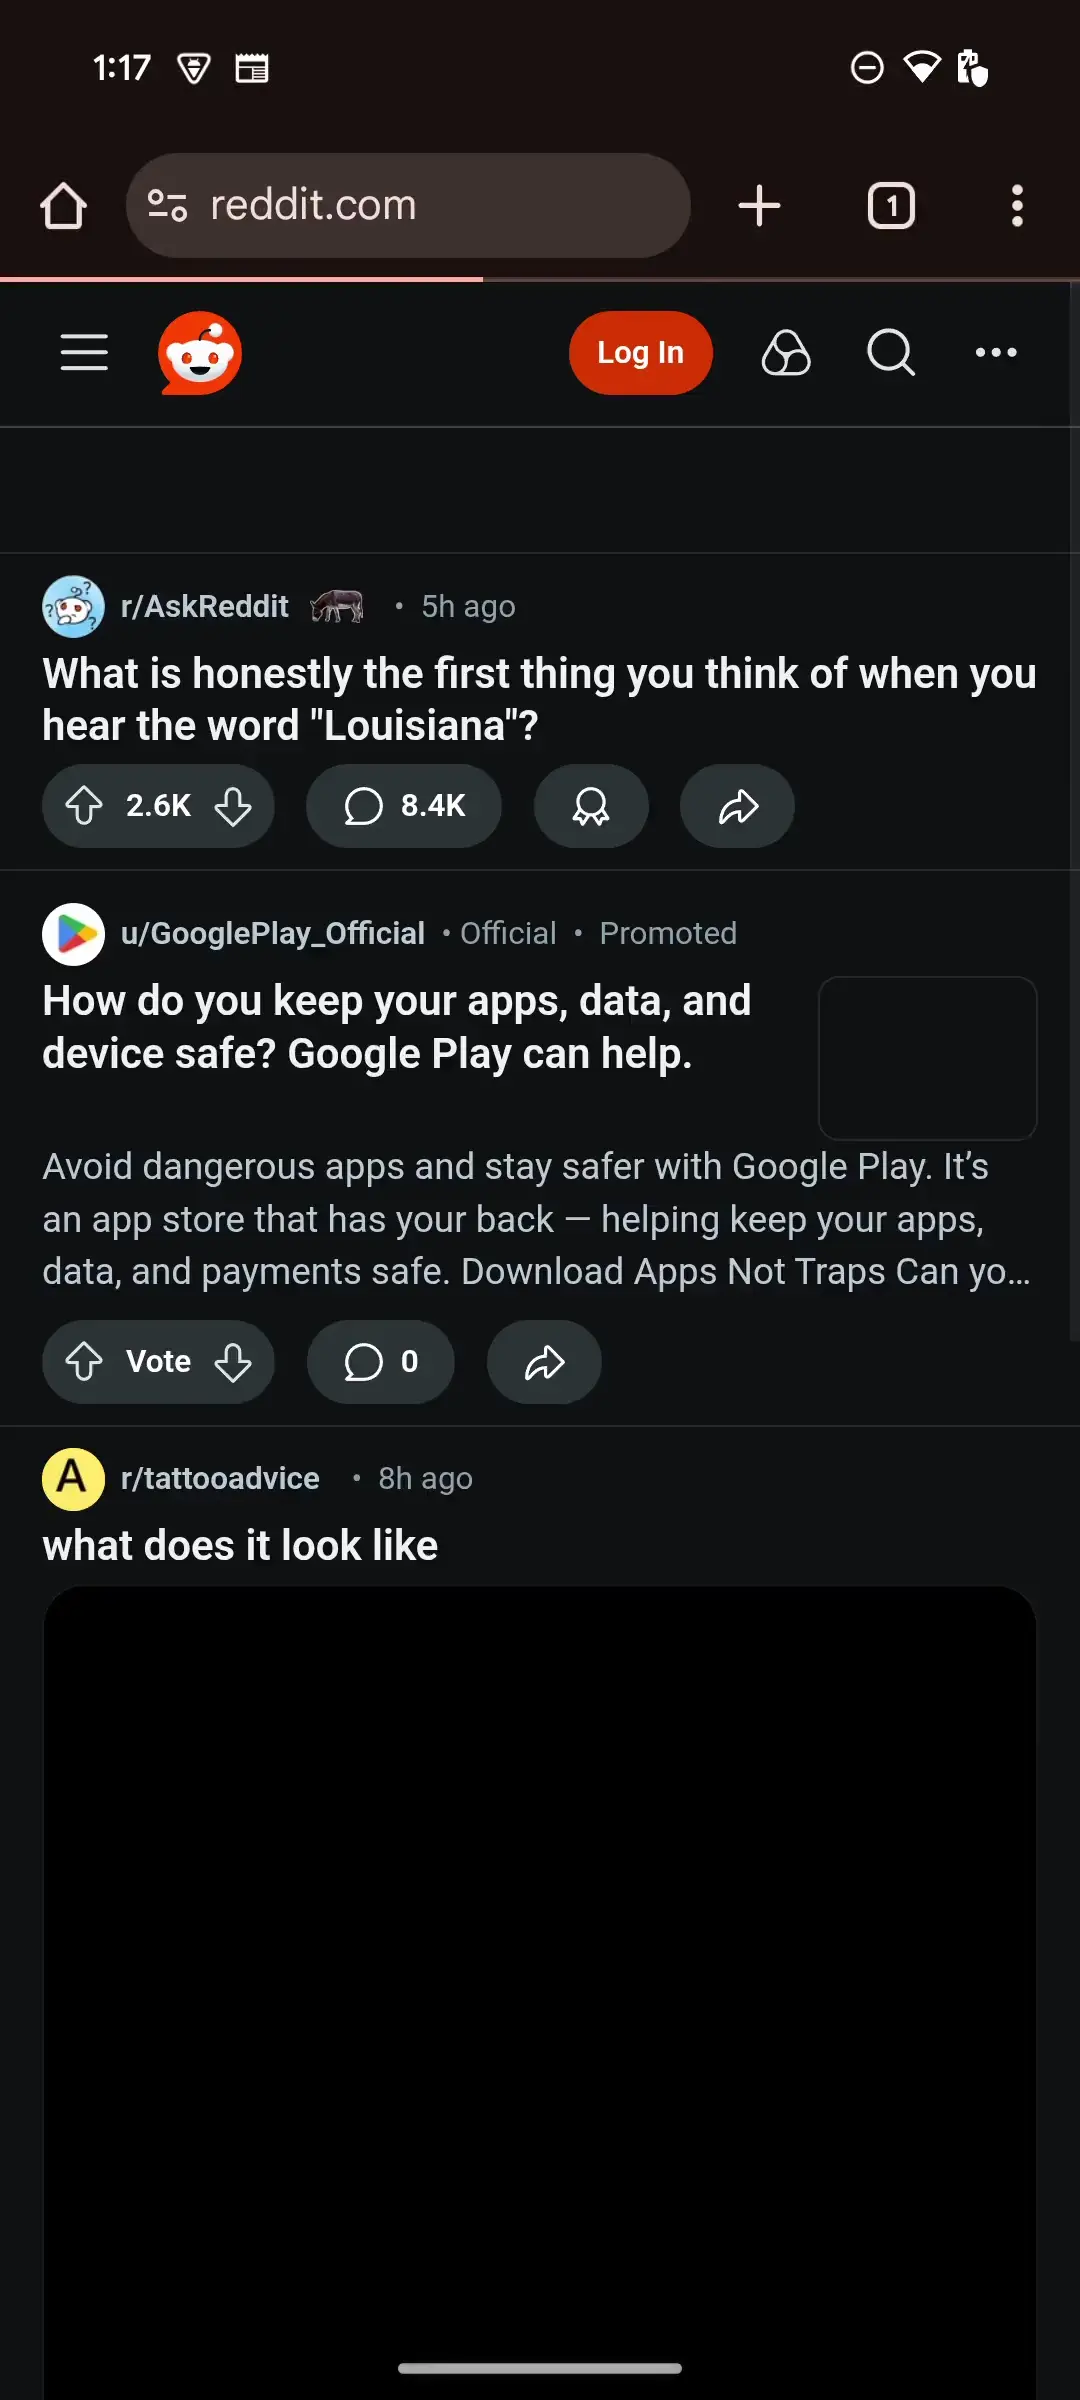 1:17
reddit.com
1
Log In
r/AskReddit • 5h ago
What is honestly the first thing you think of when you
hear the word "Louisiana"?
2.6K
8.4K
u/GooglePlay_Official • Official • Promoted
How do you keep your apps, data, and
device safe? Google Play can help.
Avoid dangerous apps and stay safer with Google Play. It’s
an app store that has your back — helping keep your apps,
data, and payments safe. Download Apps Not Traps Can yo...
Vote
0
A r/tattooadvice • 8h ago
what does it look like